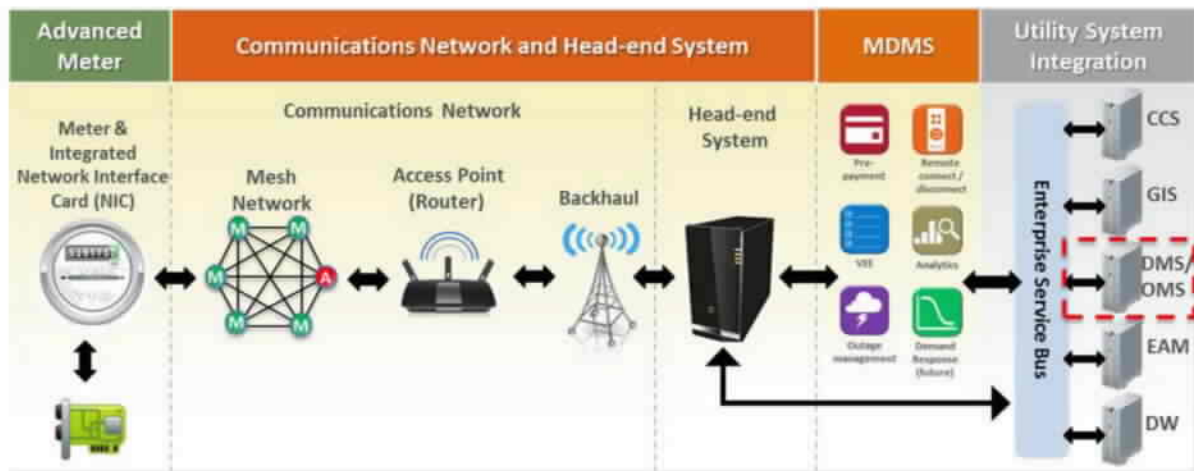 Advanced
Meter
Communications Network and Head-end System
MDMS
Utility System
Integration
Meter &
Integrated
Network Interface
Card (NIC)
Communications Network
Mesh
Network
M
M
M
A
M
M
Access Point
(Router)
Backhaul
Head-end
System
Pre-
payment
Remote
connect /
disconnect
VEE
Analytics
Outage
management
Demand
Response
(future)
Enterprise Service Bus
CCS
GIS
DMS/
OMS
EAM
DW